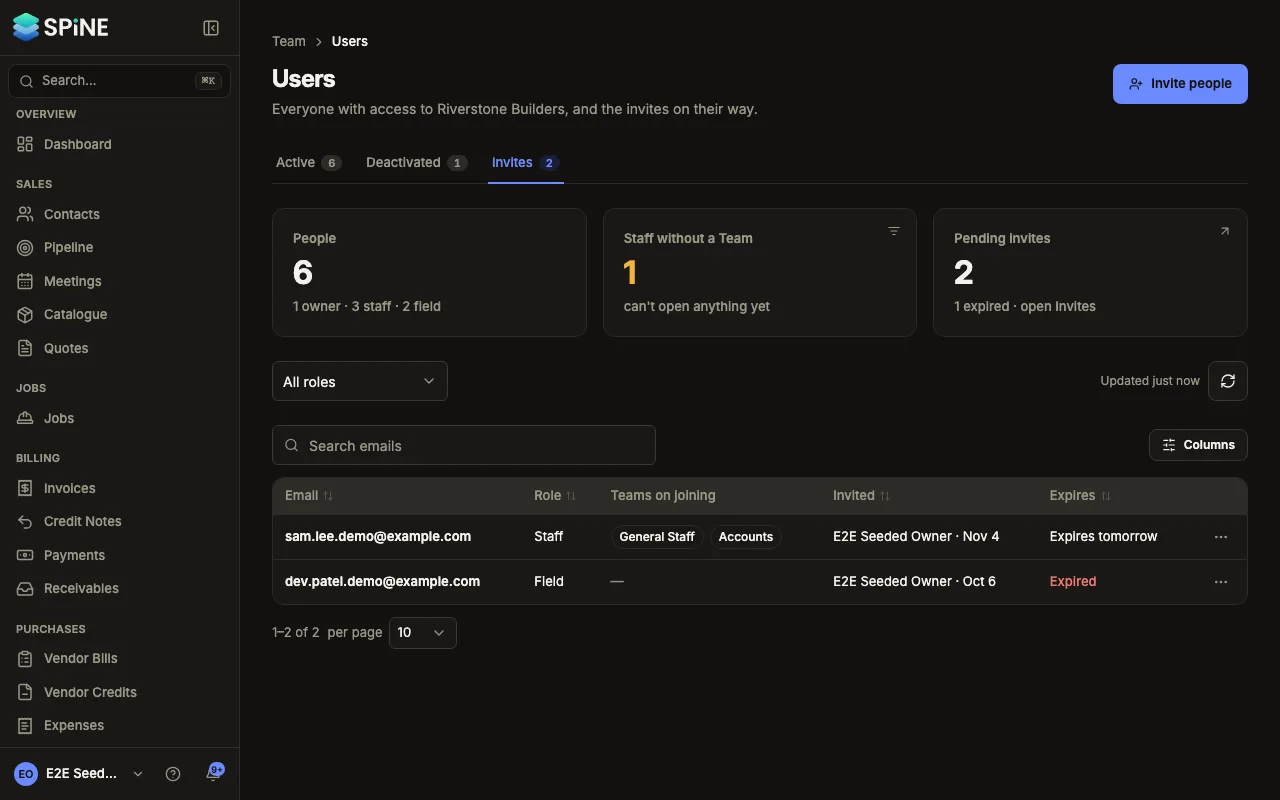 SPiNE
Search...
⌘K
OVERVIEW
Dashboard
SALES
Contacts
Pipeline
Meetings
Catalogue
Quotes
JOBS
Jobs
BILLING
Invoices
Credit Notes
Payments
Receivables
PURCHASES
Vendor Bills
Vendor Credits
Expenses
EO E2E Seed... 9+
Team > Users
Users
Everyone with access to Riverstone Builders, and the invites on their way.
Invite people
Active 6 Deactivated 1 Invites 2
People
6
1 owner · 3 staff · 2 field
Staff without a Team
1
can't open anything yet
Pending invites
2
1 expired · open Invites
All roles
Updated just now
Search emails
Columns
Email Role Teams on joining Invited Expires
sam.lee.demo@example.com Staff General Staff Accounts E2E Seeded Owner · Nov 4 Expires tomorrow
dev.patel.demo@example.com Field — E2E Seeded Owner · Oct 6 Expired
1–2 of 2 per page 10